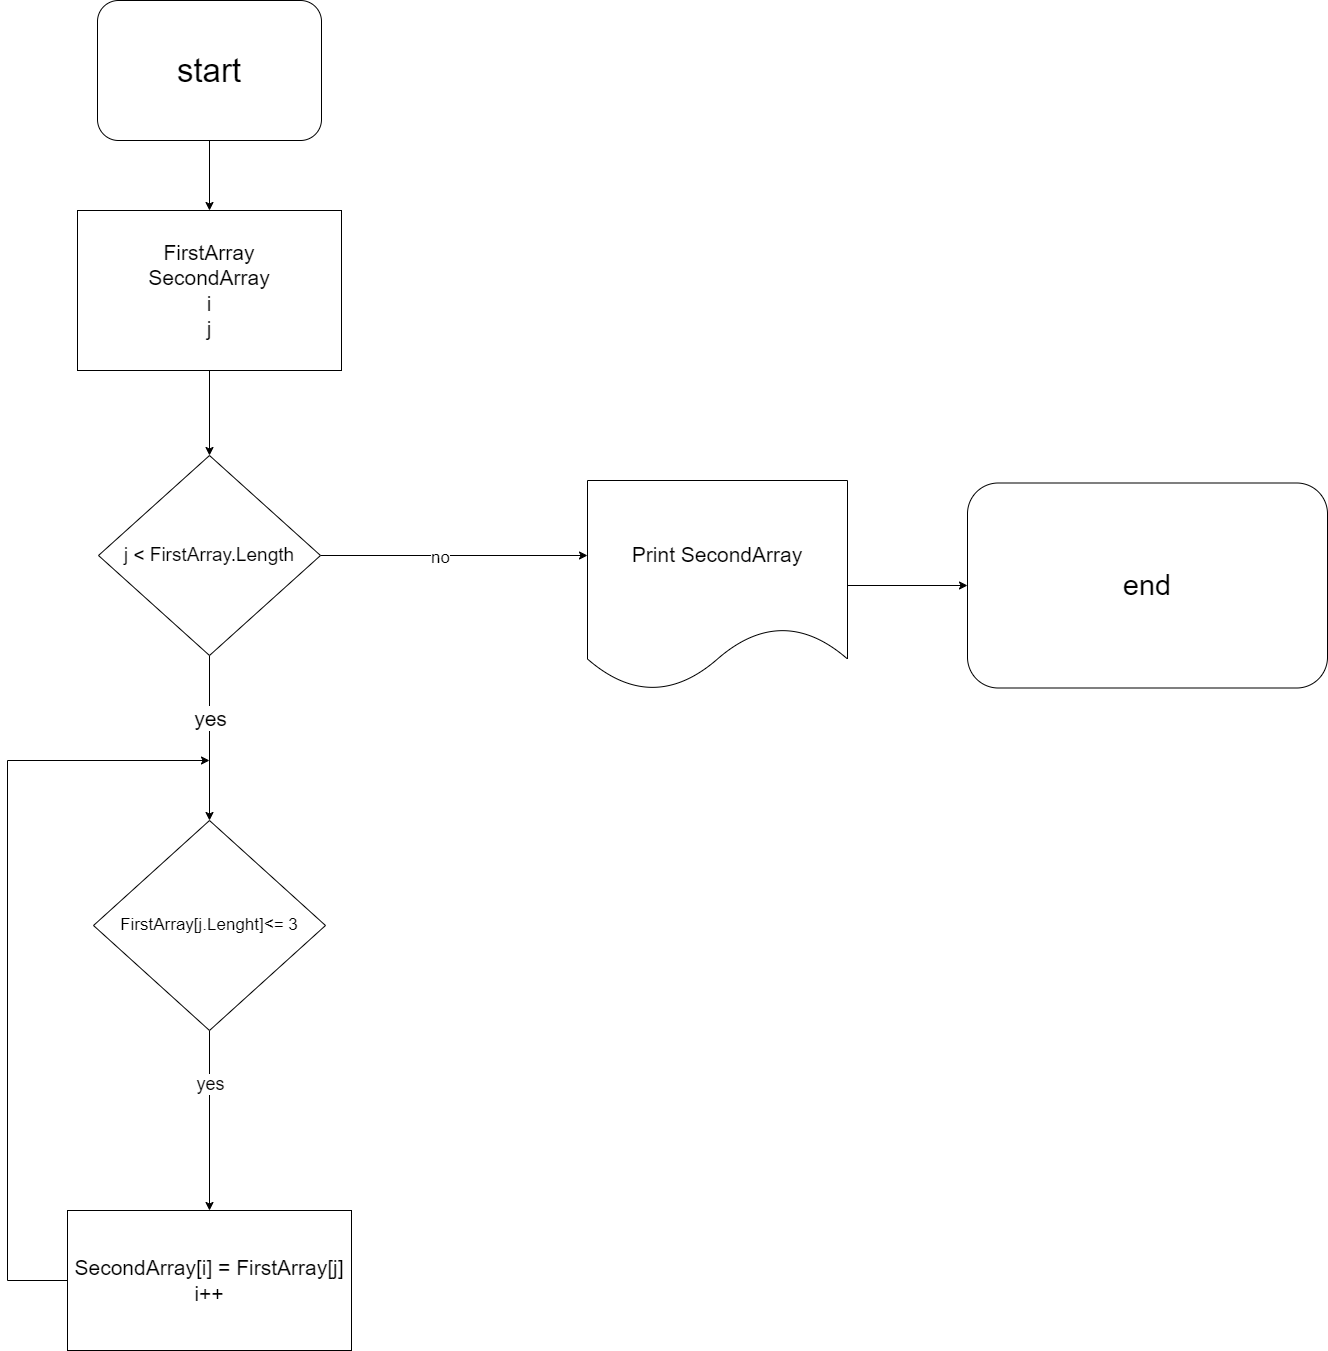 start
FirstArray
SecondArray
i
j
j < FirstArray.Length
no
Print SecondArray
end
yes
FirstArray[j.Lenght]<= 3
yes
SecondArray[i] = FirstArray[j]
i++